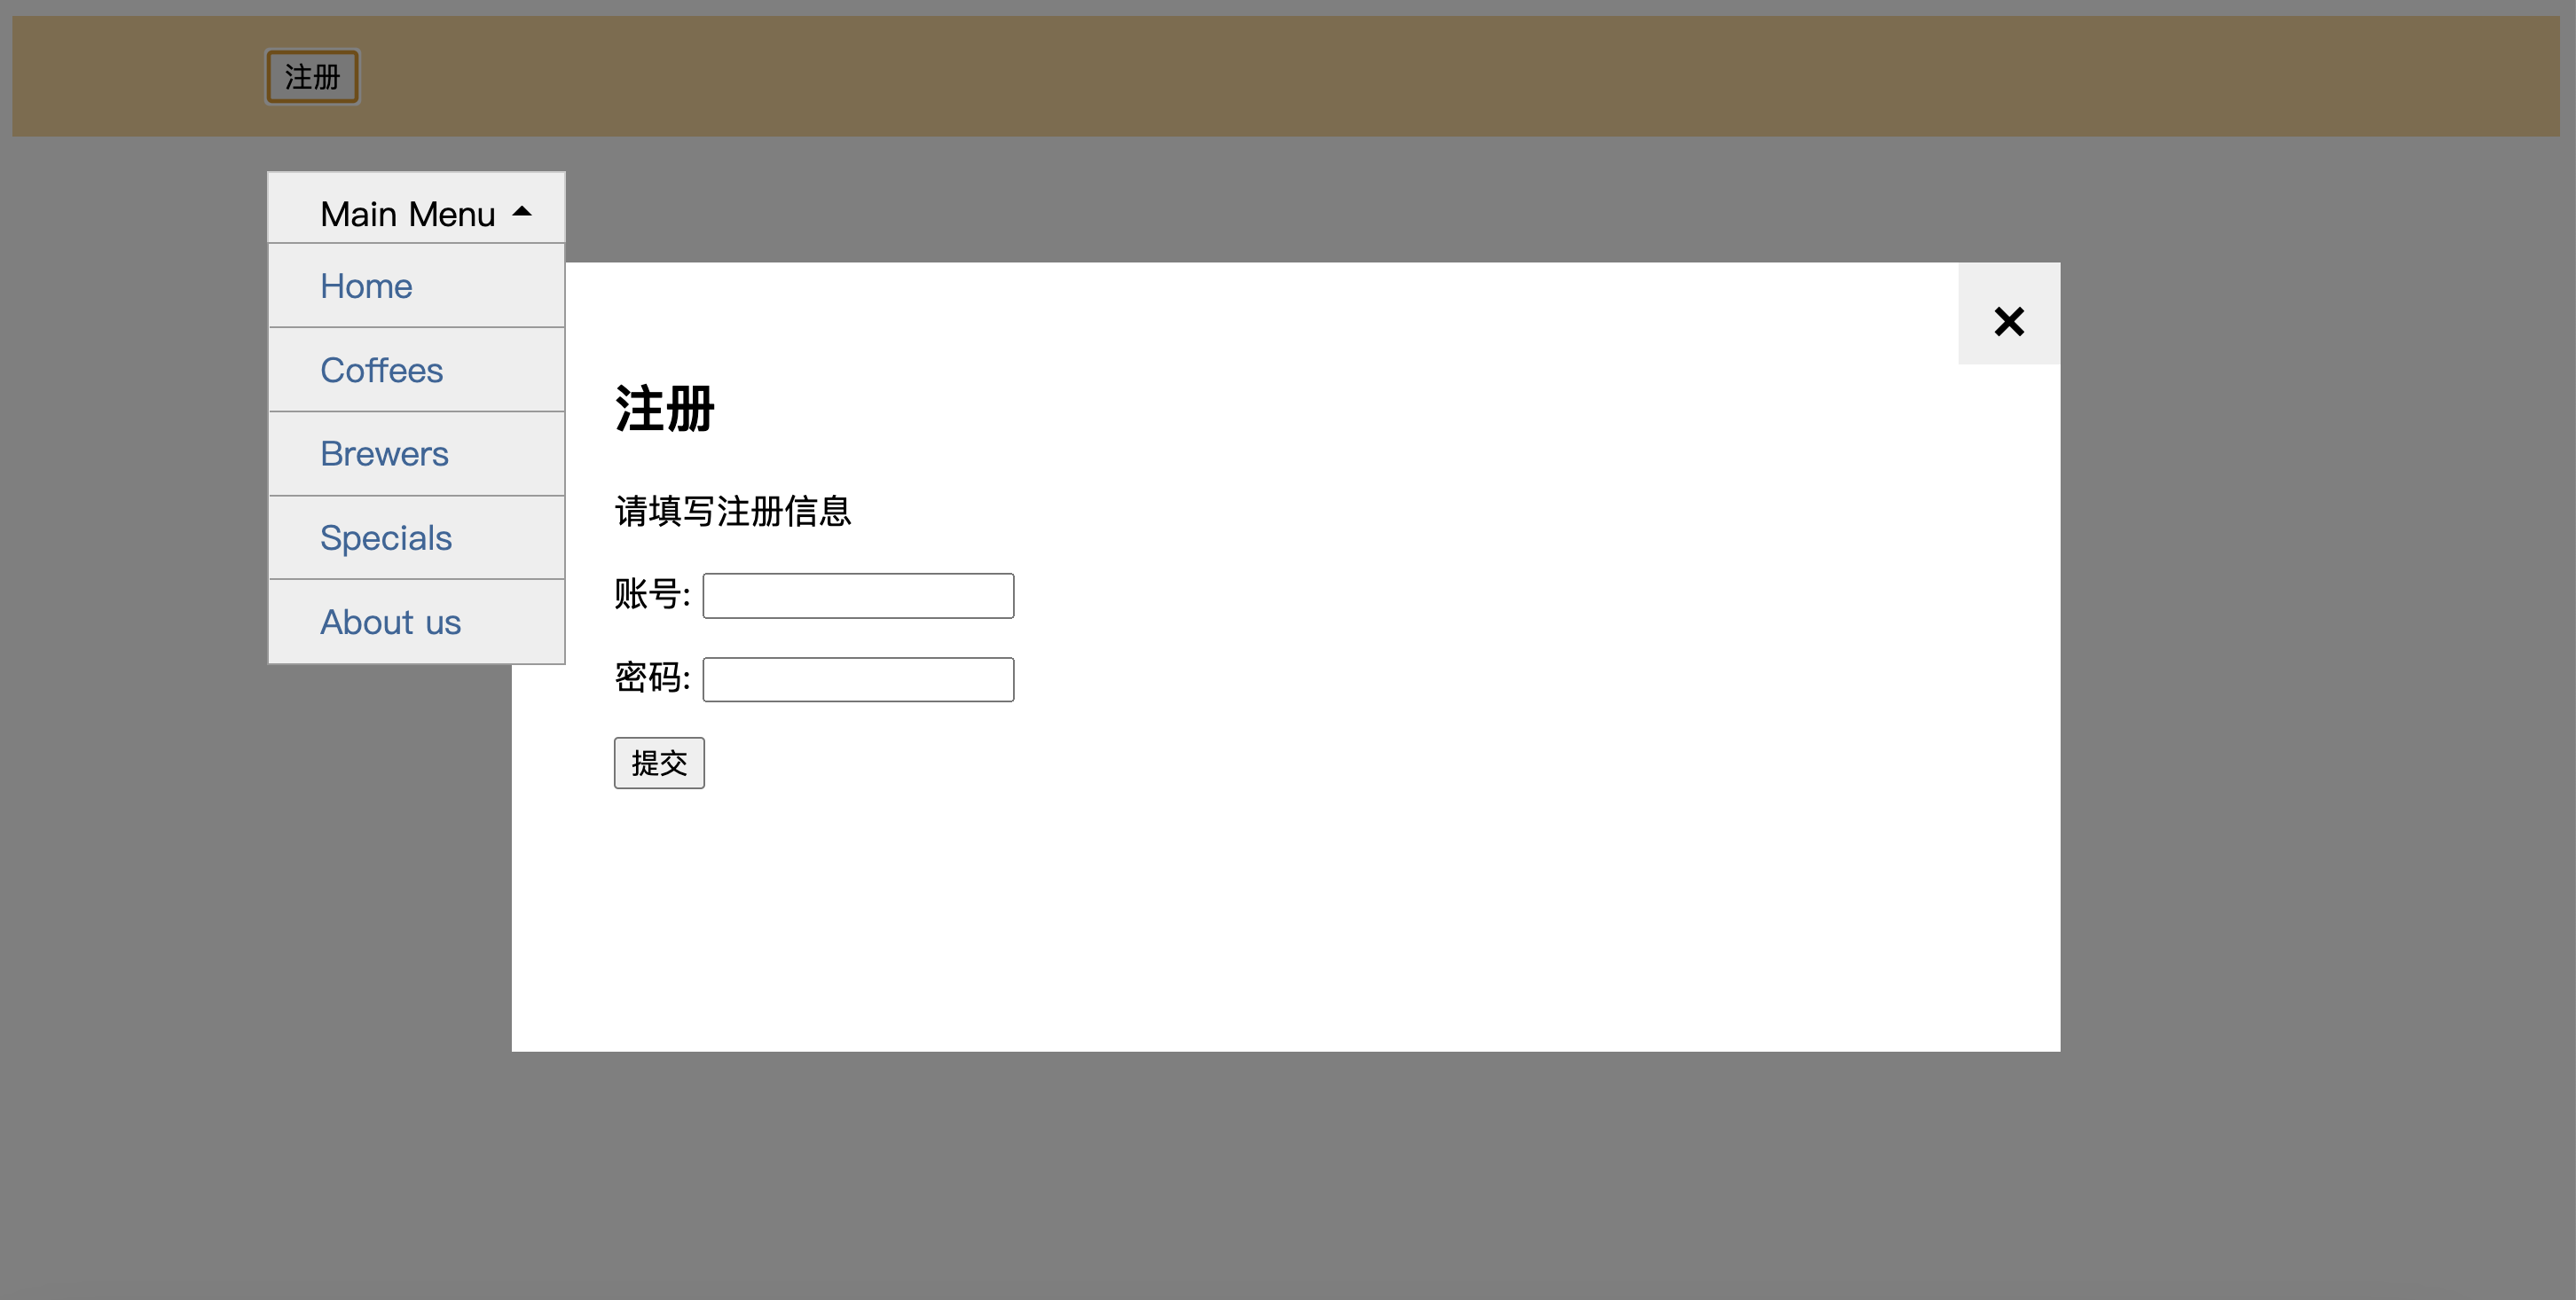 注册
Main Menu
Home
Coffees
Brewers
Specials
About us
注册
请填写注册信息
账号:
密码:
提交